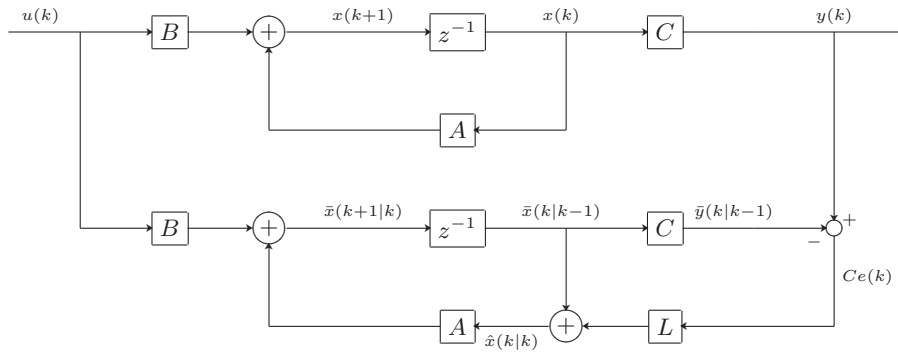 u(k) x(k+1) x(k) y(k)
B + z⁻¹ C
A
x̄(k+1|k) x̄(k|k−1) ȳ(k|k−1)
B + z⁻¹ C + −
Ce(k)
A + L
x̂(k|k)